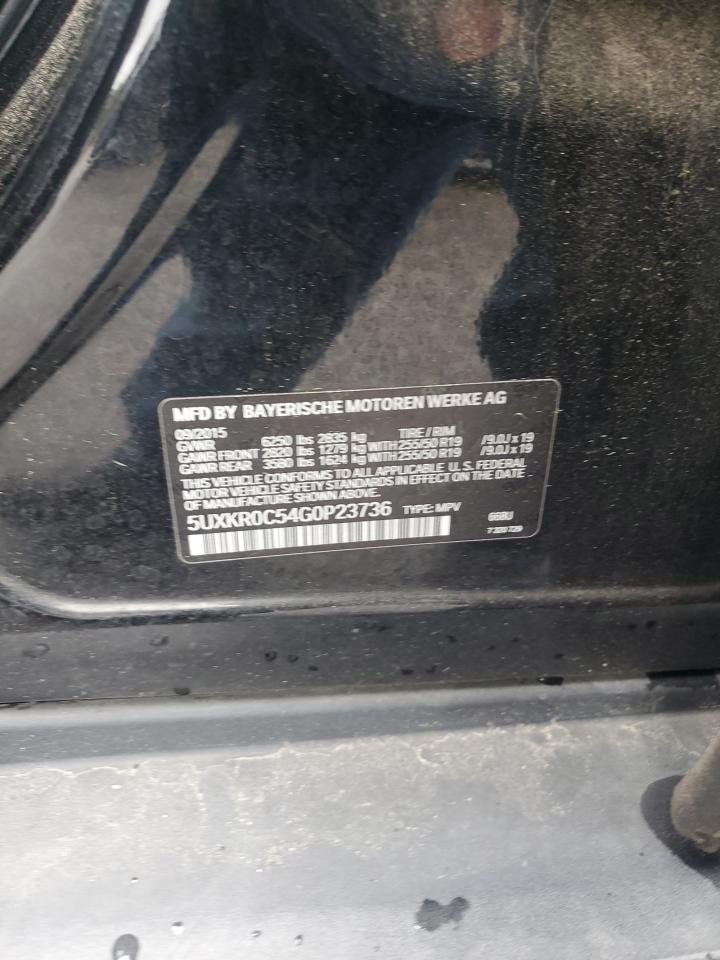 MFD BY BAYERISCHE MOTOREN WERKE AG
09/2015
GVWR 6250 lbs 2835 kg TIRE / RIM
GAWR FRONT 2820 lbs 1279 kg WITH 255/50 R19 /9.0J x 19
GAWR REAR 3580 lbs 1624 kg WITH 255/50 R19 /9.0J x 19
THIS VEHICLE CONFORMS TO ALL APPLICABLE U.S. FEDERAL
MOTOR VEHICLE SAFETY STANDARDS IN EFFECT ON THE DATE
OF MANUFACTURE SHOWN ABOVE.
5UXKR0C54G0P23736 TYPE: MPV